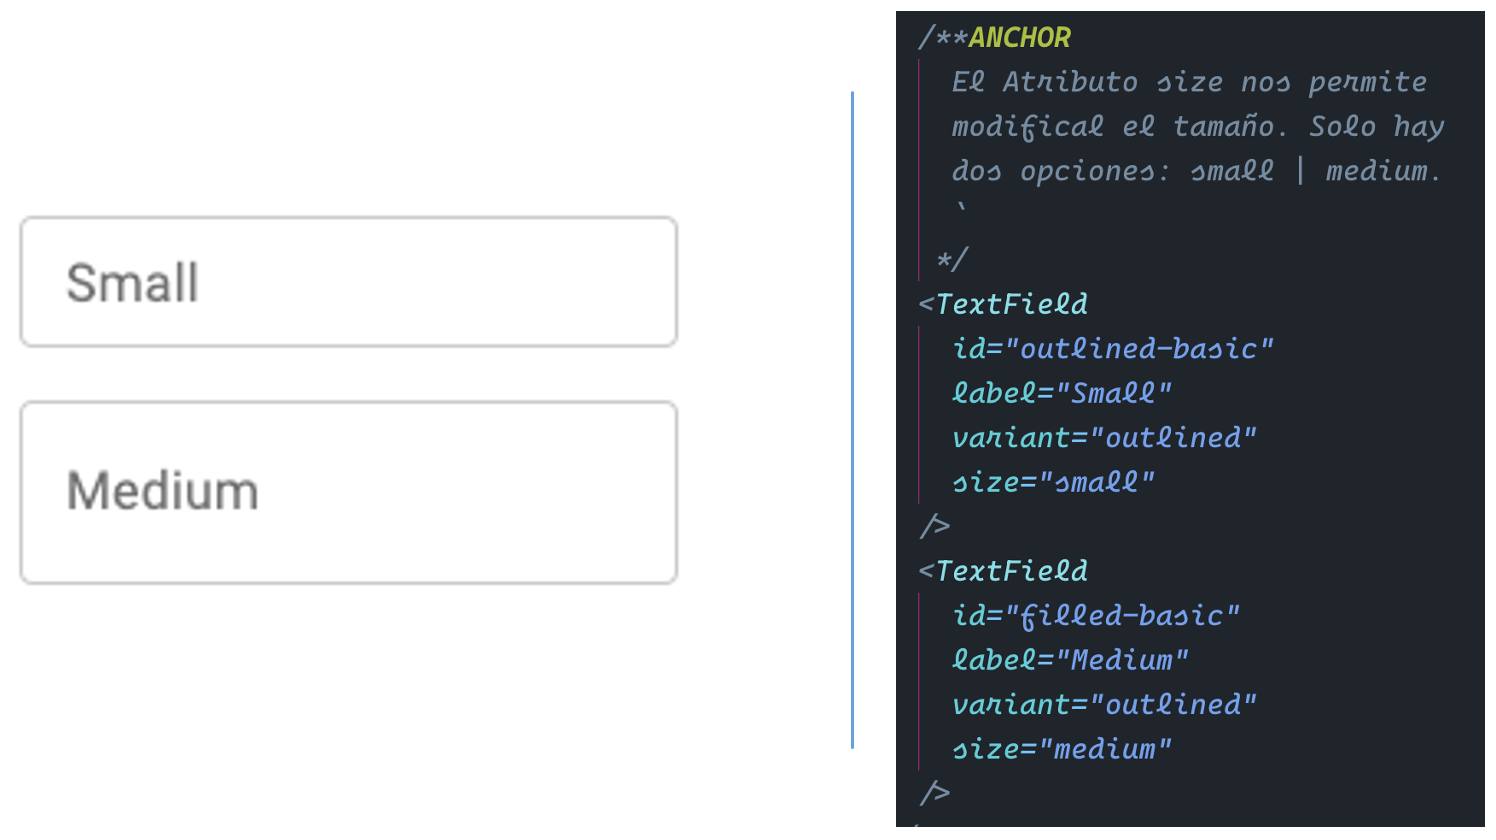 Small
Medium
/**ANCHOR
El Atributo size nos permite
modifical el tamaño. Solo hay
dos opciones: small | medium.
`
*/
<TextField
id="outlined-basic"
label="Small"
variant="outlined"
size="small"
/>
<TextField
id="filled-basic"
label="Medium"
variant="outlined"
size="medium"
/>